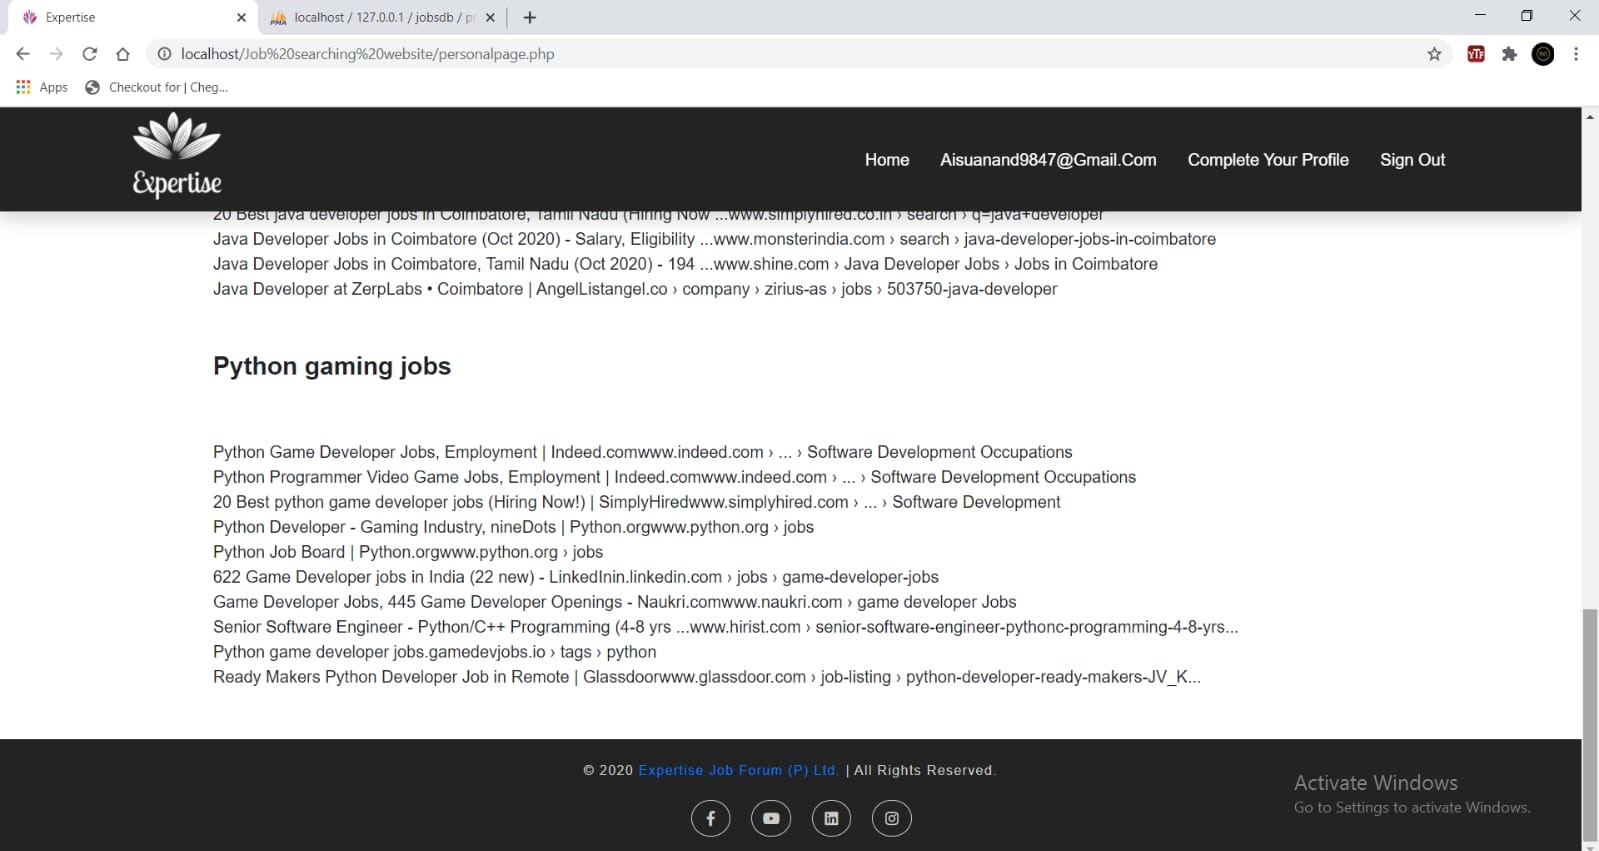 Expertise
localhost / 127.0.0.1 / jobsdb / pr
localhost/Job%20searching%20website/personalpage.php
YTF
Apps
Checkout for | Cheg...
Expertise
Home
Aisuanand9847@Gmail.Com
Complete Your Profile
Sign Out
20 Best java developer jobs in Coimbatore, Tamil Nadu (Hiring Now ...www.simplyhired.co.in › search › q=java+developer
Java Developer Jobs in Coimbatore (Oct 2020) - Salary, Eligibility ...www.monsterindia.com › search › java-developer-jobs-in-coimbatore
Java Developer Jobs in Coimbatore, Tamil Nadu (Oct 2020) - 194 ...www.shine.com › Java Developer Jobs › Jobs in Coimbatore
Java Developer at ZerpLabs • Coimbatore | AngelListangel.co › company › zirius-as › jobs › 503750-java-developer
Python gaming jobs
Python Game Developer Jobs, Employment | Indeed.comwww.indeed.com › ... › Software Development Occupations
Python Programmer Video Game Jobs, Employment | Indeed.comwww.indeed.com › ... › Software Development Occupations
20 Best python game developer jobs (Hiring Now!) | SimplyHiredwww.simplyhired.com › ... › Software Development
Python Developer - Gaming Industry, nineDots | Python.orgwww.python.org › jobs
Python Job Board | Python.orgwww.python.org › jobs
622 Game Developer jobs in India (22 new) - LinkedInin.linkedin.com › jobs › game-developer-jobs
Game Developer Jobs, 445 Game Developer Openings - Naukri.comwww.naukri.com › game developer Jobs
Senior Software Engineer - Python/C++ Programming (4-8 yrs ...www.hirist.com › senior-software-engineer-pythonc-programming-4-8-yrs...
Python game developer jobs.gamedevjobs.io › tags › python
Ready Makers Python Developer Job in Remote | Glassdoorwww.glassdoor.com › job-listing › python-developer-ready-makers-JV_K...
© 2020 Expertise Job Forum (P) Ltd. | All Rights Reserved.
Activate Windows
Go to Settings to activate Windows.